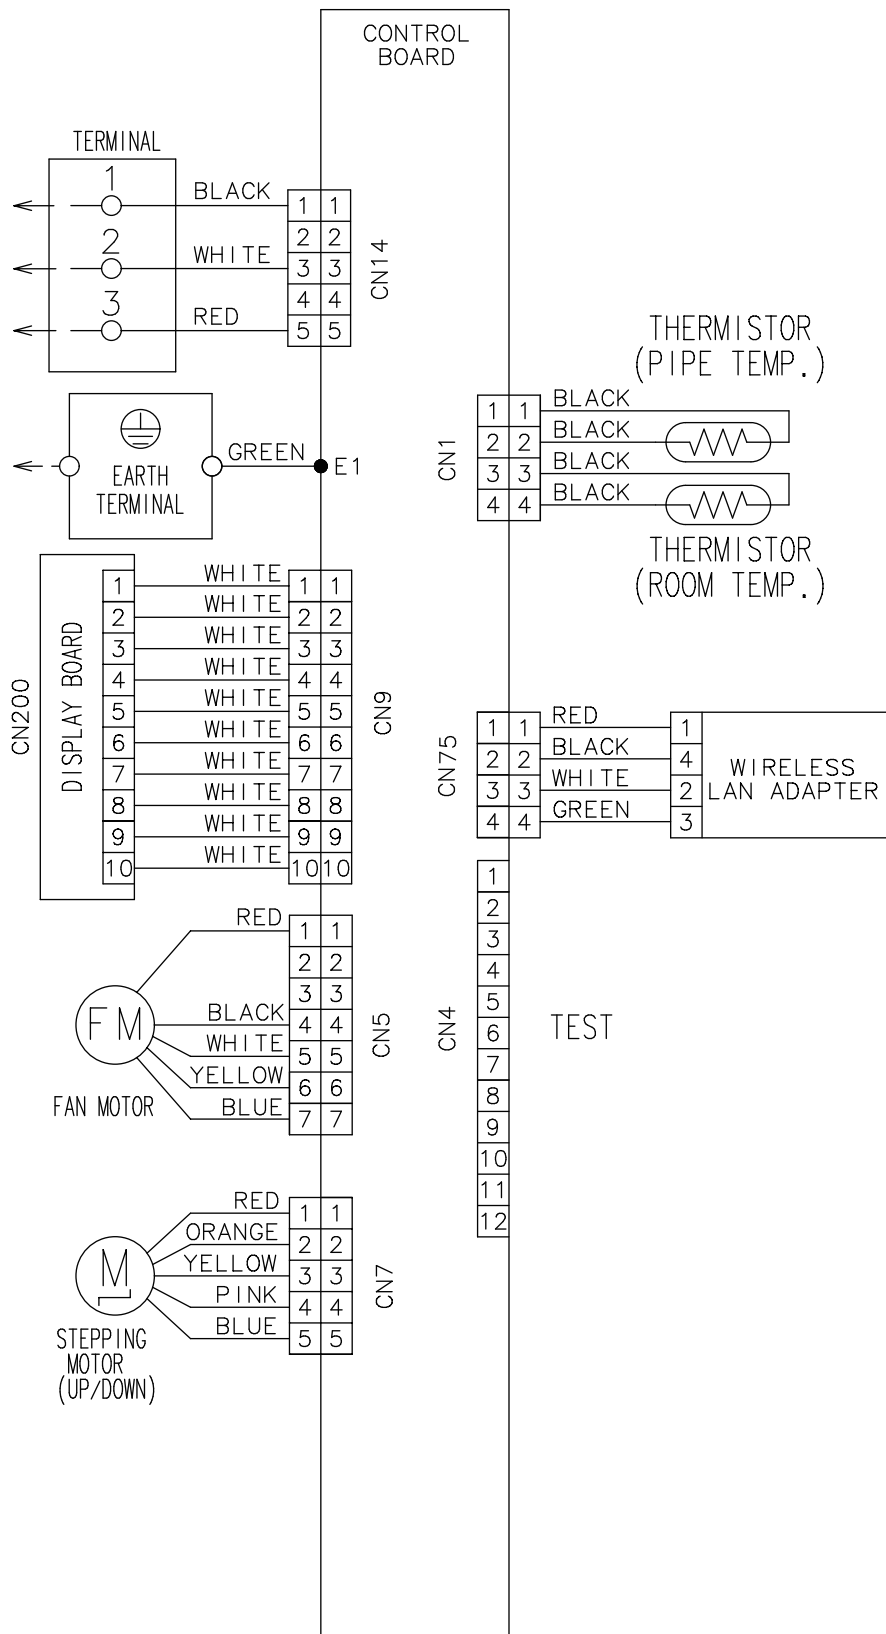 CONTROL
BOARD
TERMINAL
1 BLACK 1 1
2 2
2 WHITE 3 3
4 4
3 RED 5 5
CN14
EARTH
TERMINAL
GREEN E1
CN200
DISPLAY BOARD
1 WHITE 1 1
2 WHITE 2 2
3 WHITE 3 3
4 WHITE 4 4
5 WHITE 5 5
6 WHITE 6 6
7 WHITE 7 7
8 WHITE 8 8
9 WHITE 9 9
10 WHITE 10 10
CN9
FM
FAN MOTOR
RED 1 1
2 2
3 3
BLACK 4 4
WHITE 5 5
YELLOW 6 6
BLUE 7 7
CN5
M
STEPPING
MOTOR
(UP/DOWN)
RED 1 1
ORANGE 2 2
YELLOW 3 3
PINK 4 4
BLUE 5 5
CN7
THERMISTOR
(PIPE TEMP.)
CN1
1 1 BLACK
2 2 BLACK
3 3 BLACK
4 4 BLACK
THERMISTOR
(ROOM TEMP.)
CN75
1 1 RED 1
2 2 BLACK 4
3 3 WHITE 2
4 4 GREEN 3
WIRELESS
LAN ADAPTER
CN4
1
2
3
4
5
6
7
8
9
10
11
12
TEST